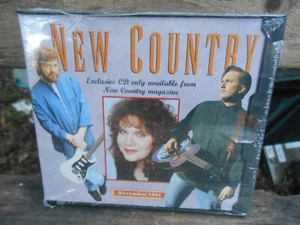 NEW COUNTRY
Exclusive CD only available from
New Country magazine
December 1994